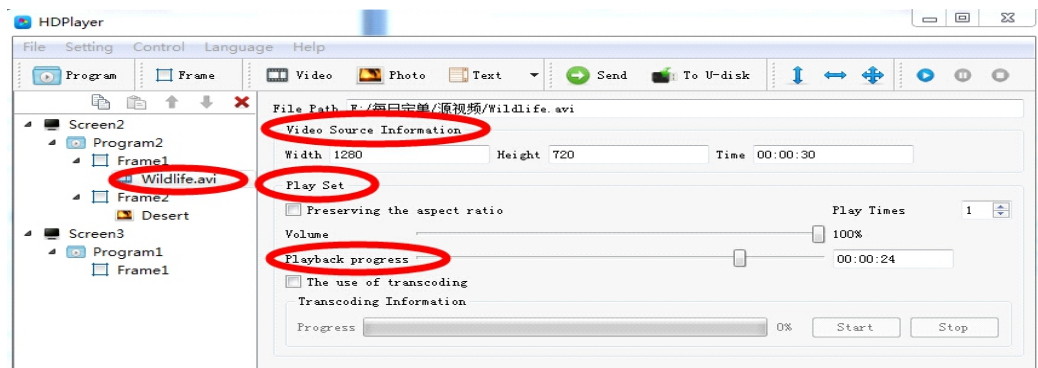 HDPlayer
File Setting Control Language Help
Program Frame Video Photo Text Send To U-disk
File Path F:/每日定单/源视频/Wildlife.avi
Screen2
Video Source Information
Program2
Width 1280 Height 720 Time 00:00:30
Frame1
Wildlife.avi
Play Set
Frame2
Preserving the aspect ratio Play Times 1
Desert
Volume 100%
Screen3
Program1
Playback progress 00:00:24
Frame1
The use of transcoding
Transcoding Information
Progress 0% Start Stop